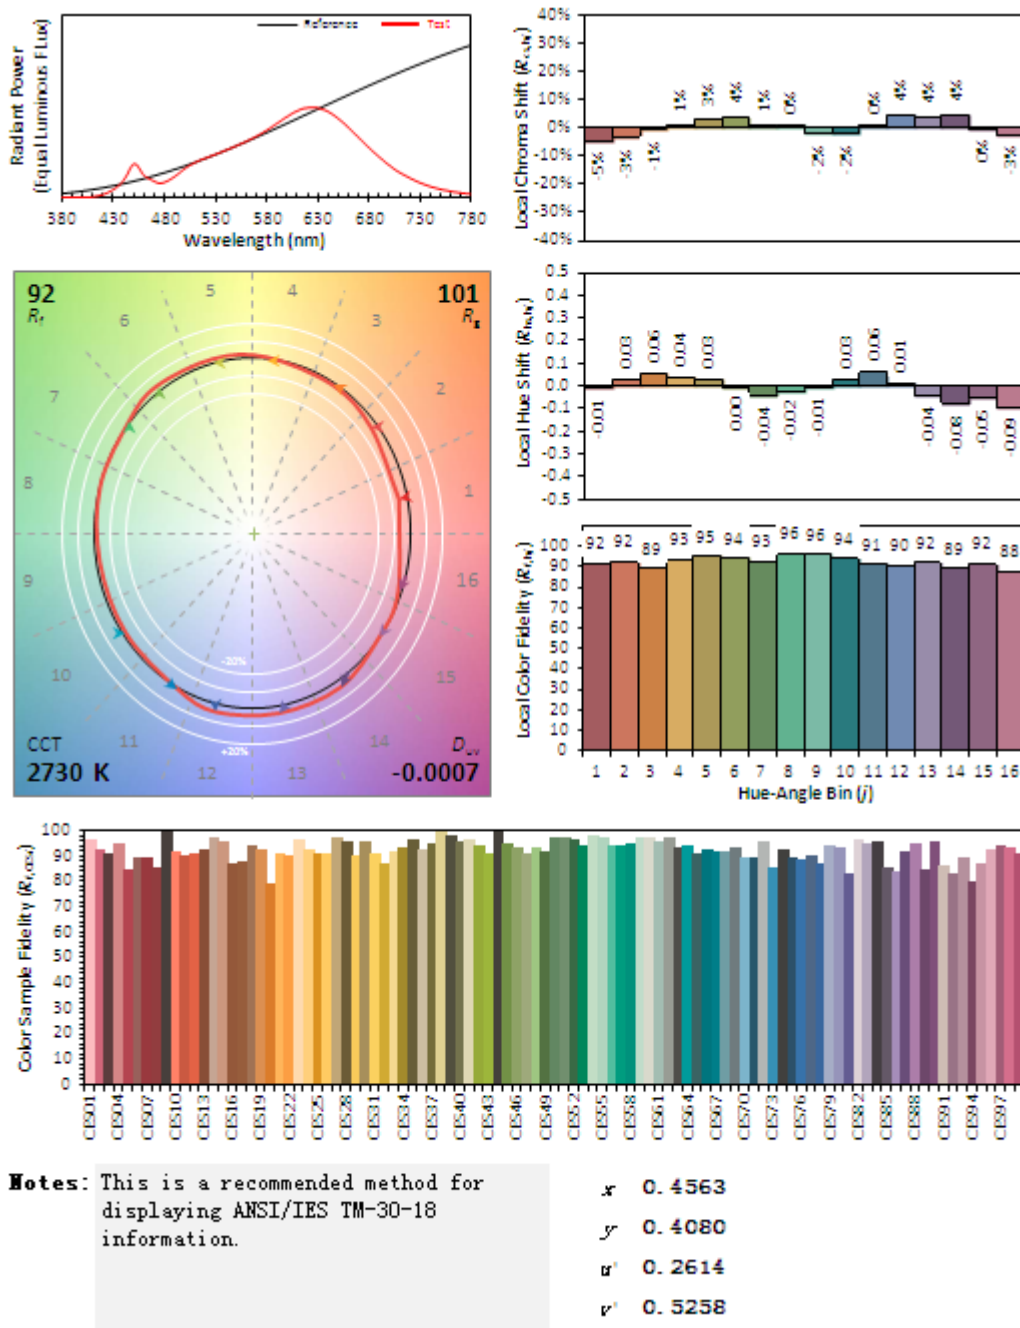 Reference
Test
Radiant Power
(Equal Luminous Flux)
380 430 480 530 580 630 680 730 780
Wavelength (nm)
Local Chroma Shift (Rcs,hj)
40%
30%
20%
10%
0%
-10%
-20%
-30%
-40%
-5% -3% -1% 1% 3% 4% 1% 0% -2% -2% 0% 4% 4% 4% 0% -3%
92
Rf
101
Rg
5 4
6 3
7 2
8 1
9 16
10 15
11 14
12 13
-20%
+20%
CCT
2730 K
Duv
-0.0007
Local Hue Shift (Rhs,hj)
0.5
0.4
0.3
0.2
0.1
0.0
-0.1
-0.2
-0.3
-0.4
-0.5
-0.01 0.03 0.06 0.04 0.03 0.00 -0.04 -0.02 -0.01 0.03 0.06 0.01 -0.04 -0.08 -0.05 -0.09
Local Color Fidelity (Rf,hj)
100
90
80
70
60
50
40
30
20
10
0
92 92 89 93 95 94 93 96 96 94 91 90 92 89 92 88
1 2 3 4 5 6 7 8 9 10 11 12 13 14 15 16
Hue-Angle Bin (j)
Color Sample Fidelity (Rf,CESi)
100
90
80
70
60
50
40
30
20
10
0
CES01 CES04 CES07 CES10 CES13 CES16 CES19 CES22 CES25 CES28 CES31 CES34 CES37 CES40 CES43 CES46 CES49 CES52 CES55 CES58 CES61 CES64 CES67 CES70 CES73 CES76 CES79 CES82 CES85 CES88 CES91 CES94 CES97
Notes: This is a recommended method for
displaying ANSI/IES TM-30-18
information.
x 0.4563
y 0.4080
u' 0.2614
v' 0.5258